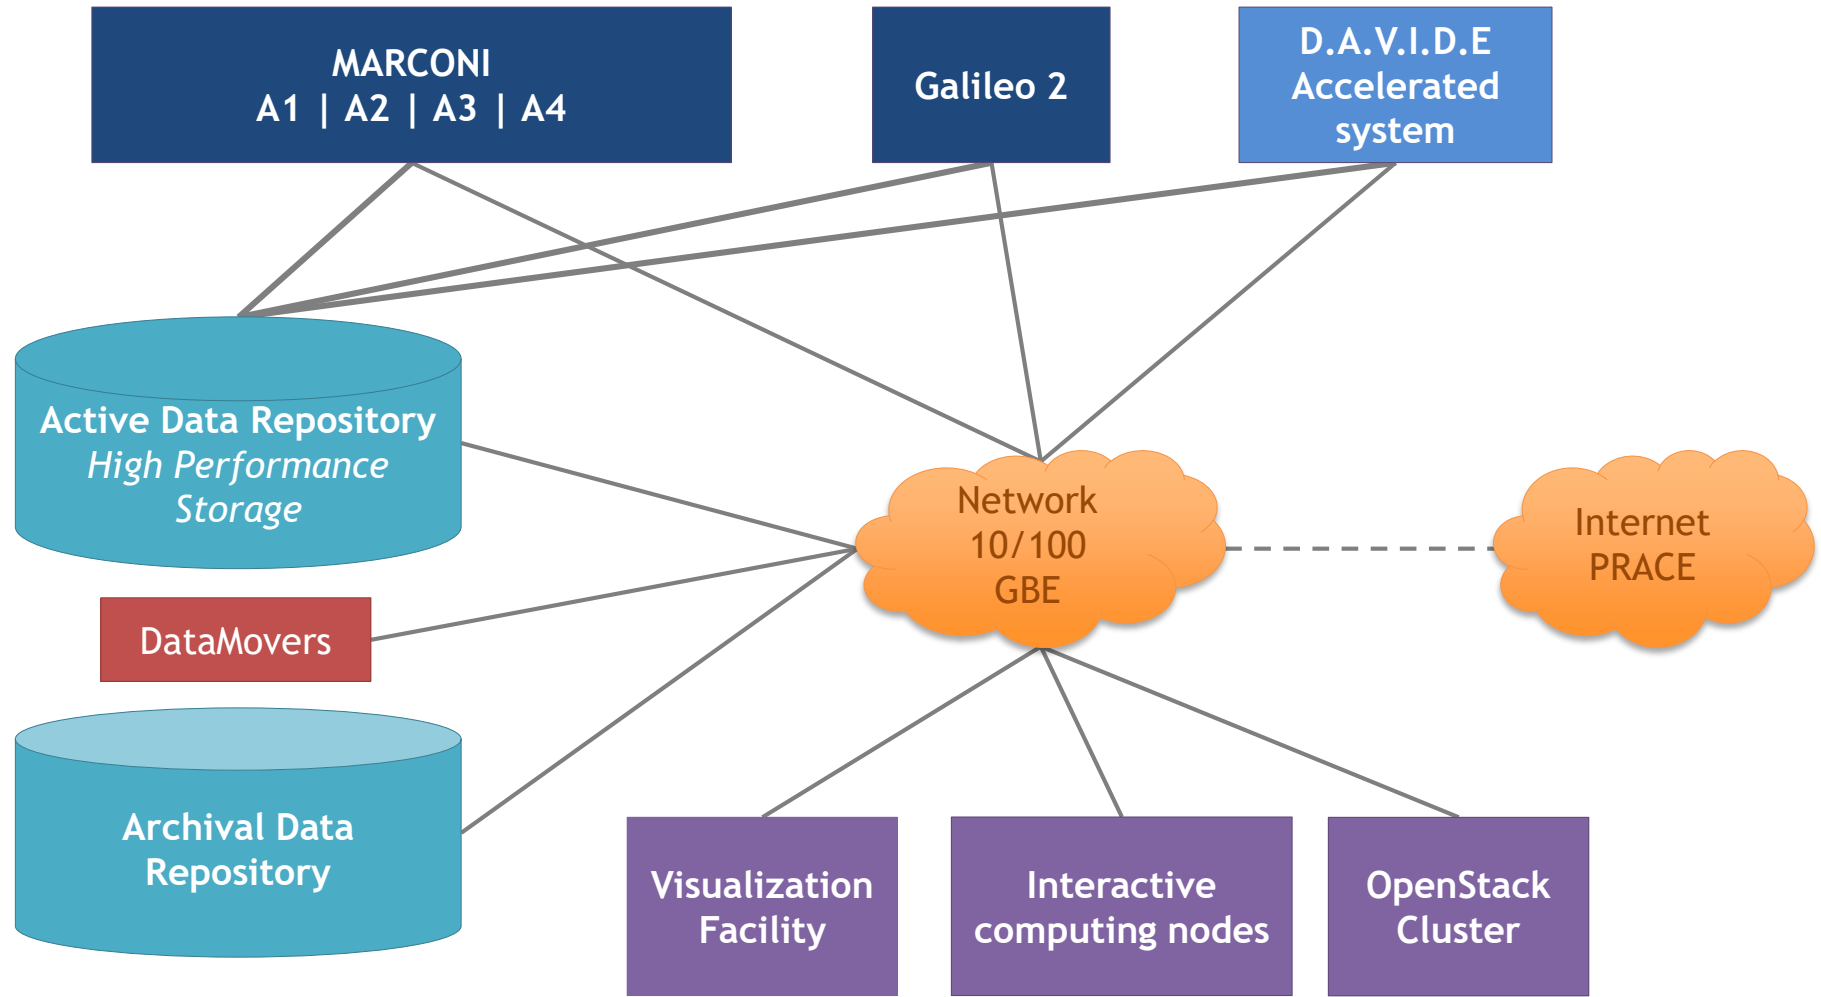 MARCONI
A1 | A2 | A3 | A4
Galileo 2
D.A.V.I.D.E
Accelerated
system
Active Data Repository
High Performance
Storage
Network
10/100
GBE
Internet
PRACE
DataMovers
Archival Data
Repository
Visualization
Facility
Interactive
computing nodes
OpenStack
Cluster